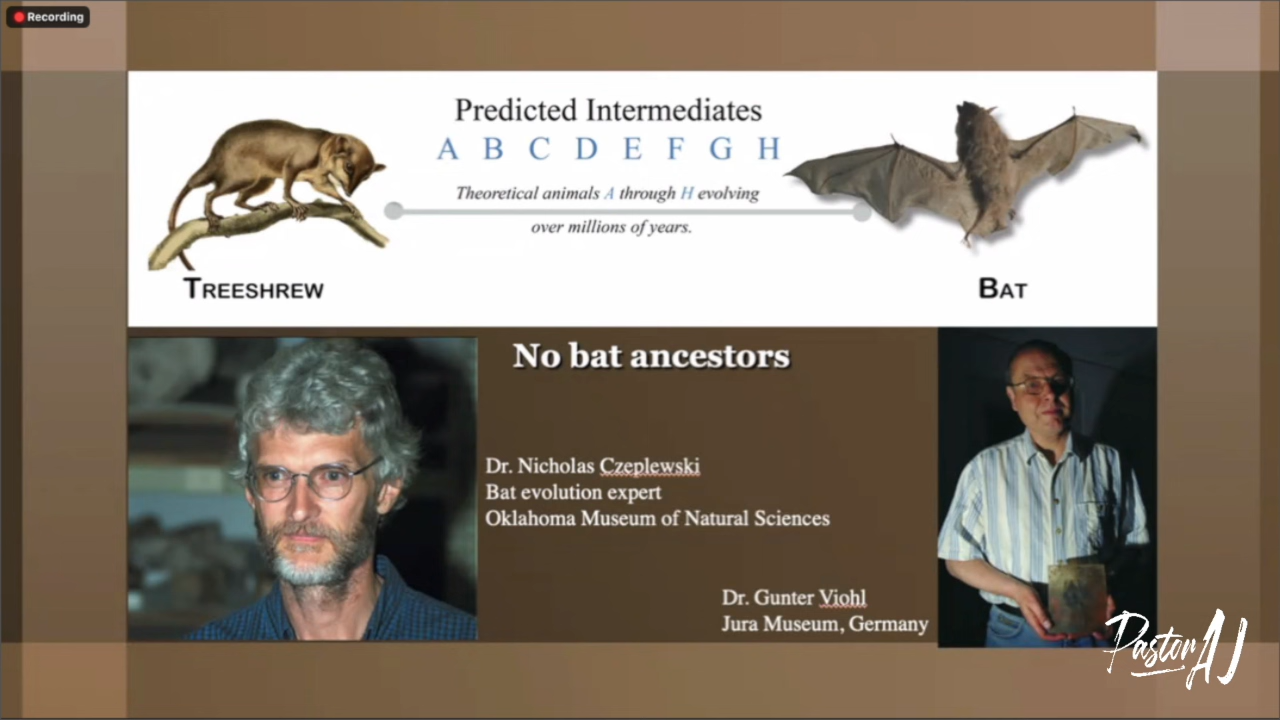 Recording
Predicted Intermediates
A B C D E F G H
Theoretical animals A through H evolving
over millions of years.
TREESHREW
BAT
No bat ancestors
Dr. Nicholas Czeplewski
Bat evolution expert
Oklahoma Museum of Natural Sciences
Dr. Gunter Viohl
Jura Museum, Germany
Pastor AJ